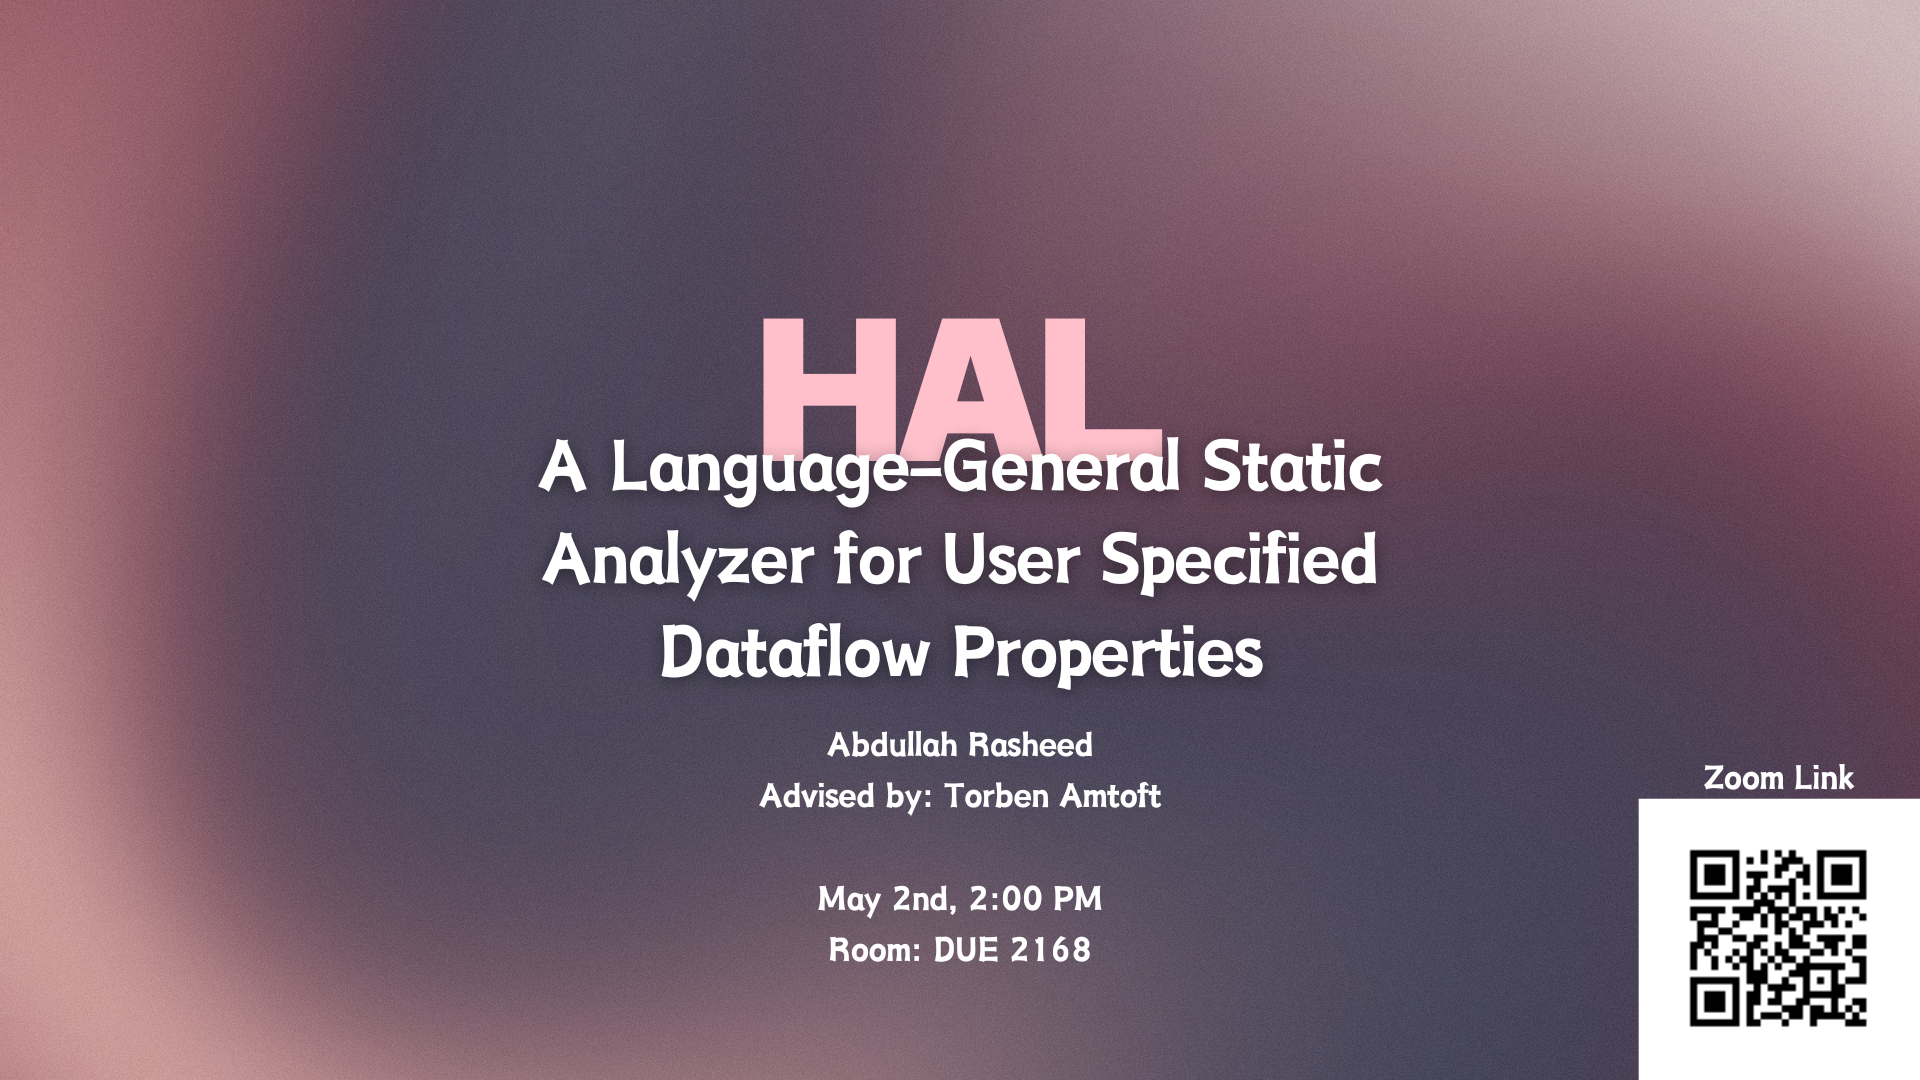 HAL
A Language-General Static
Analyzer for User Specified
Dataflow Properties
Abdullah Rasheed
Advised by: Torben Amtoft
May 2nd, 2:00 PM
Room: DUE 2168
Zoom Link